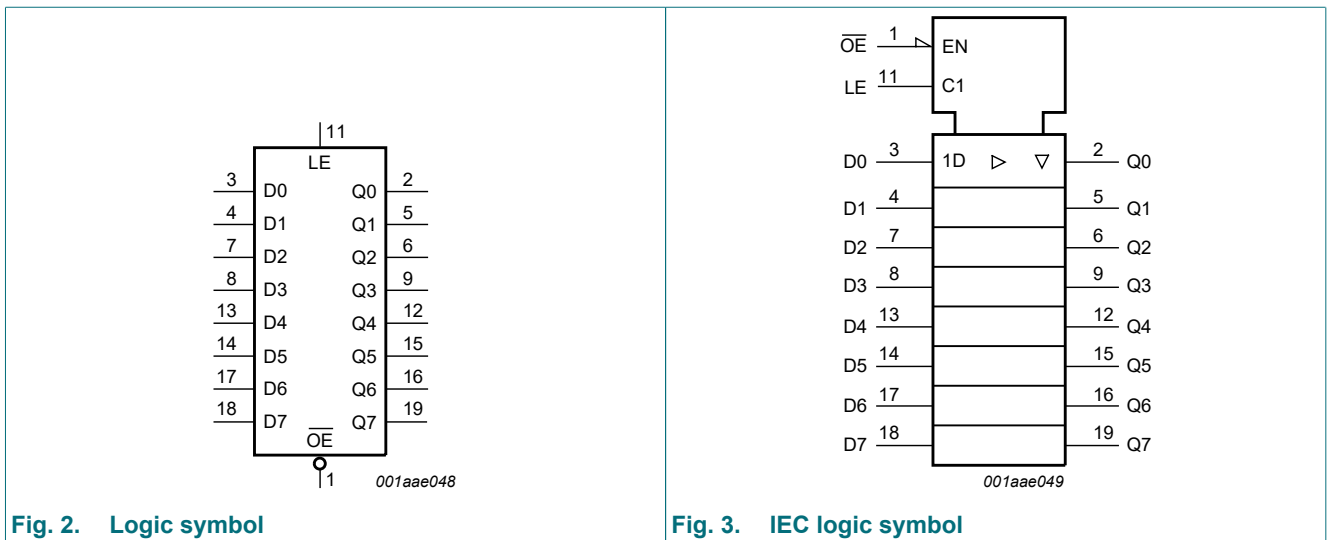 11
LE
3 D0 Q0 2
4 D1 Q1 5
7 D2 Q2 6
8 D3 Q3 9
13 D4 Q4 12
14 D5 Q5 15
17 D6 Q6 16
18 D7 Q7 19
O̅E̅
1
001aae048
Fig. 2. Logic symbol
O̅E̅ 1 EN
LE 11 C1
D0 3 1D 2 Q0
D1 4 5 Q1
D2 7 6 Q2
D3 8 9 Q3
D4 13 12 Q4
D5 14 15 Q5
D6 17 16 Q6
D7 18 19 Q7
001aae049
Fig. 3. IEC logic symbol